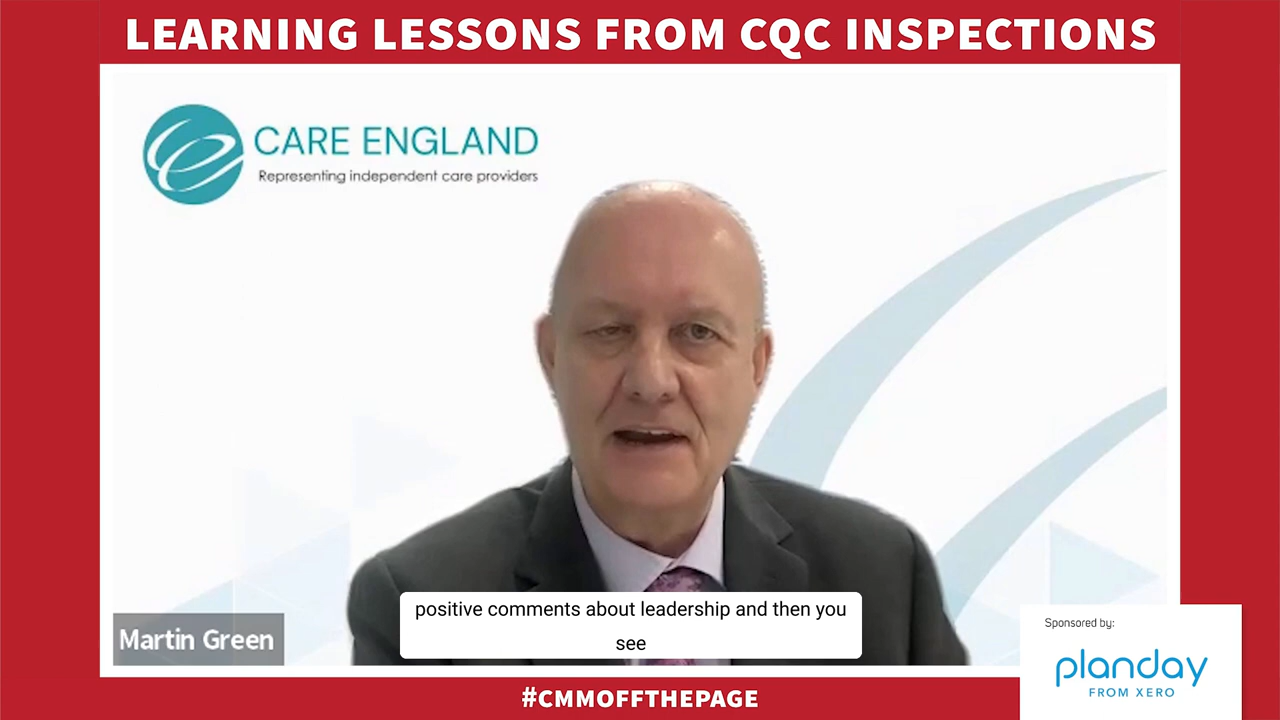 LEARNING LESSONS FROM CQC INSPECTIONS
CARE ENGLAND
Representing independent care providers
positive comments about leadership and then you
see
Martin Green
Sponsored by:
planday
FROM XERO
#CMMOFFTHEPAGE